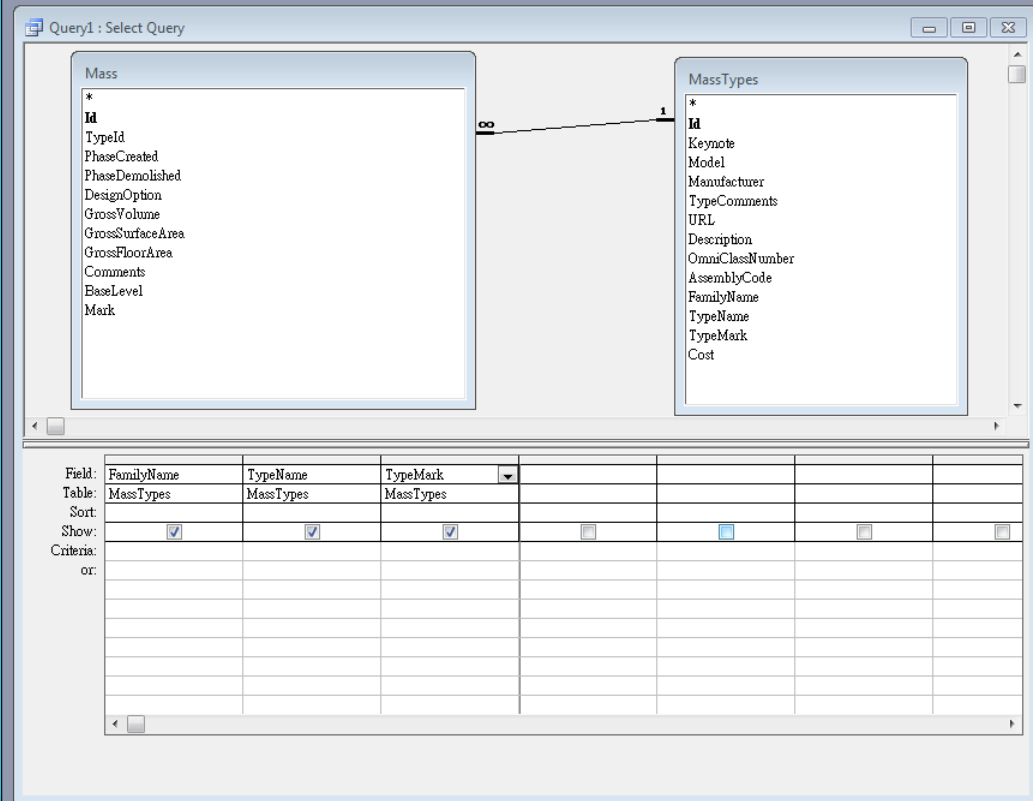 Query1 : Select Query
Mass
*
Id
TypeId
PhaseCreated
PhaseDemolished
DesignOption
GrossVolume
GrossSurfaceArea
GrossFloorArea
Comments
BaseLevel
Mark
∞
1
MassTypes
*
Id
Keynote
Model
Manufacturer
TypeComments
URL
Description
OmniClassNumber
AssemblyCode
FamilyName
TypeName
TypeMark
Cost
Field: FamilyName TypeName TypeMark
Table: MassTypes MassTypes MassTypes
Sort:
Show:
Criteria:
or: